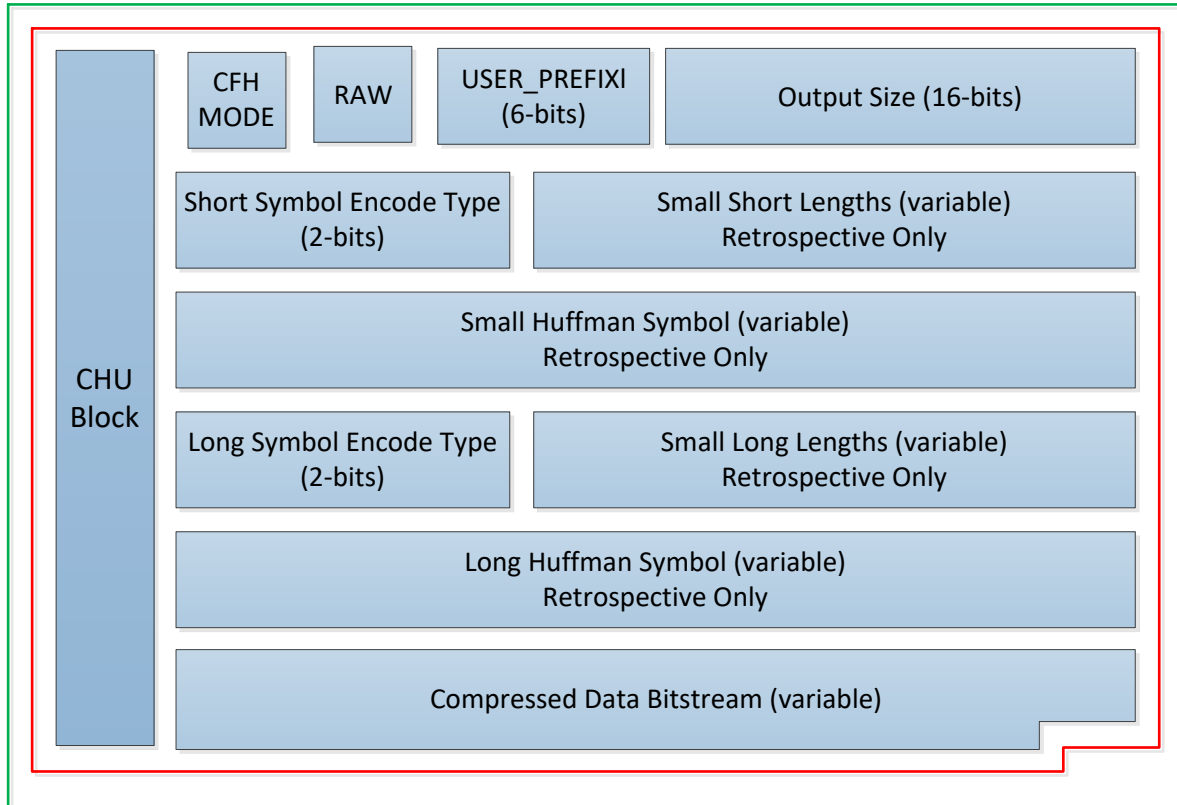 CHU
Block
CFH
MODE
RAW
USER_PREFIXl
(6-bits)
Output Size (16-bits)
Short Symbol Encode Type
(2-bits)
Small Short Lengths (variable)
Retrospective Only
Small Huffman Symbol (variable)
Retrospective Only
Long Symbol Encode Type
(2-bits)
Small Long Lengths (variable)
Retrospective Only
Long Huffman Symbol (variable)
Retrospective Only
Compressed Data Bitstream (variable)